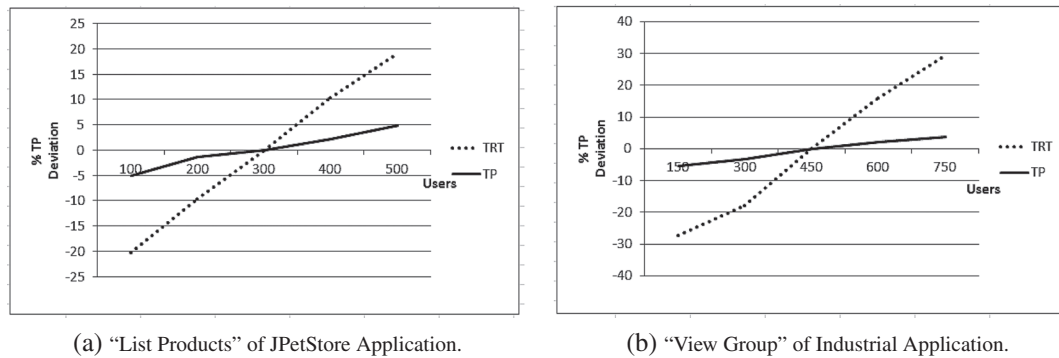 25
20
15
10
5
0
-5
-10
-15
-20
-25
% TP
Deviation
100 200 300 400 500
Users
TRT
TP
40
30
20
10
0
-10
-20
-30
-40
% TP
Deviation
150 300 450 600 750
Users
TRT
TP
(a) “List Products” of JPetStore Application.
(b) “View Group” of Industrial Application.